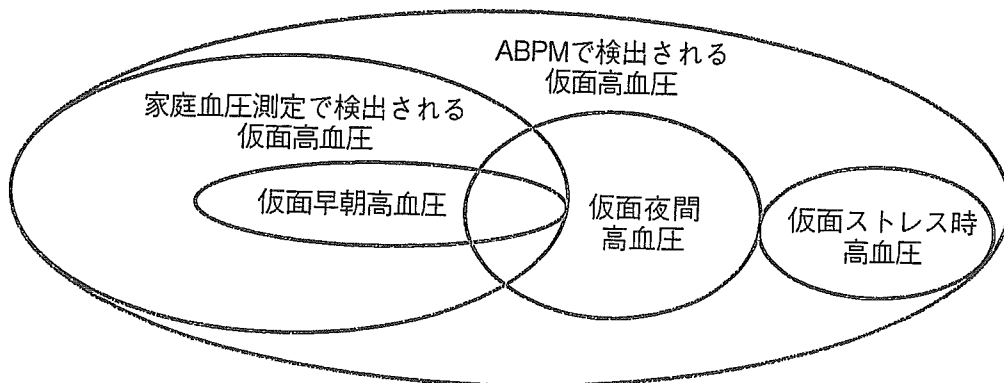 ABPMで検出される
仮面高血圧
家庭血圧測定で検出される
仮面高血圧
仮面早朝高血圧
仮面夜間
高血圧
仮面ストレス時
高血圧